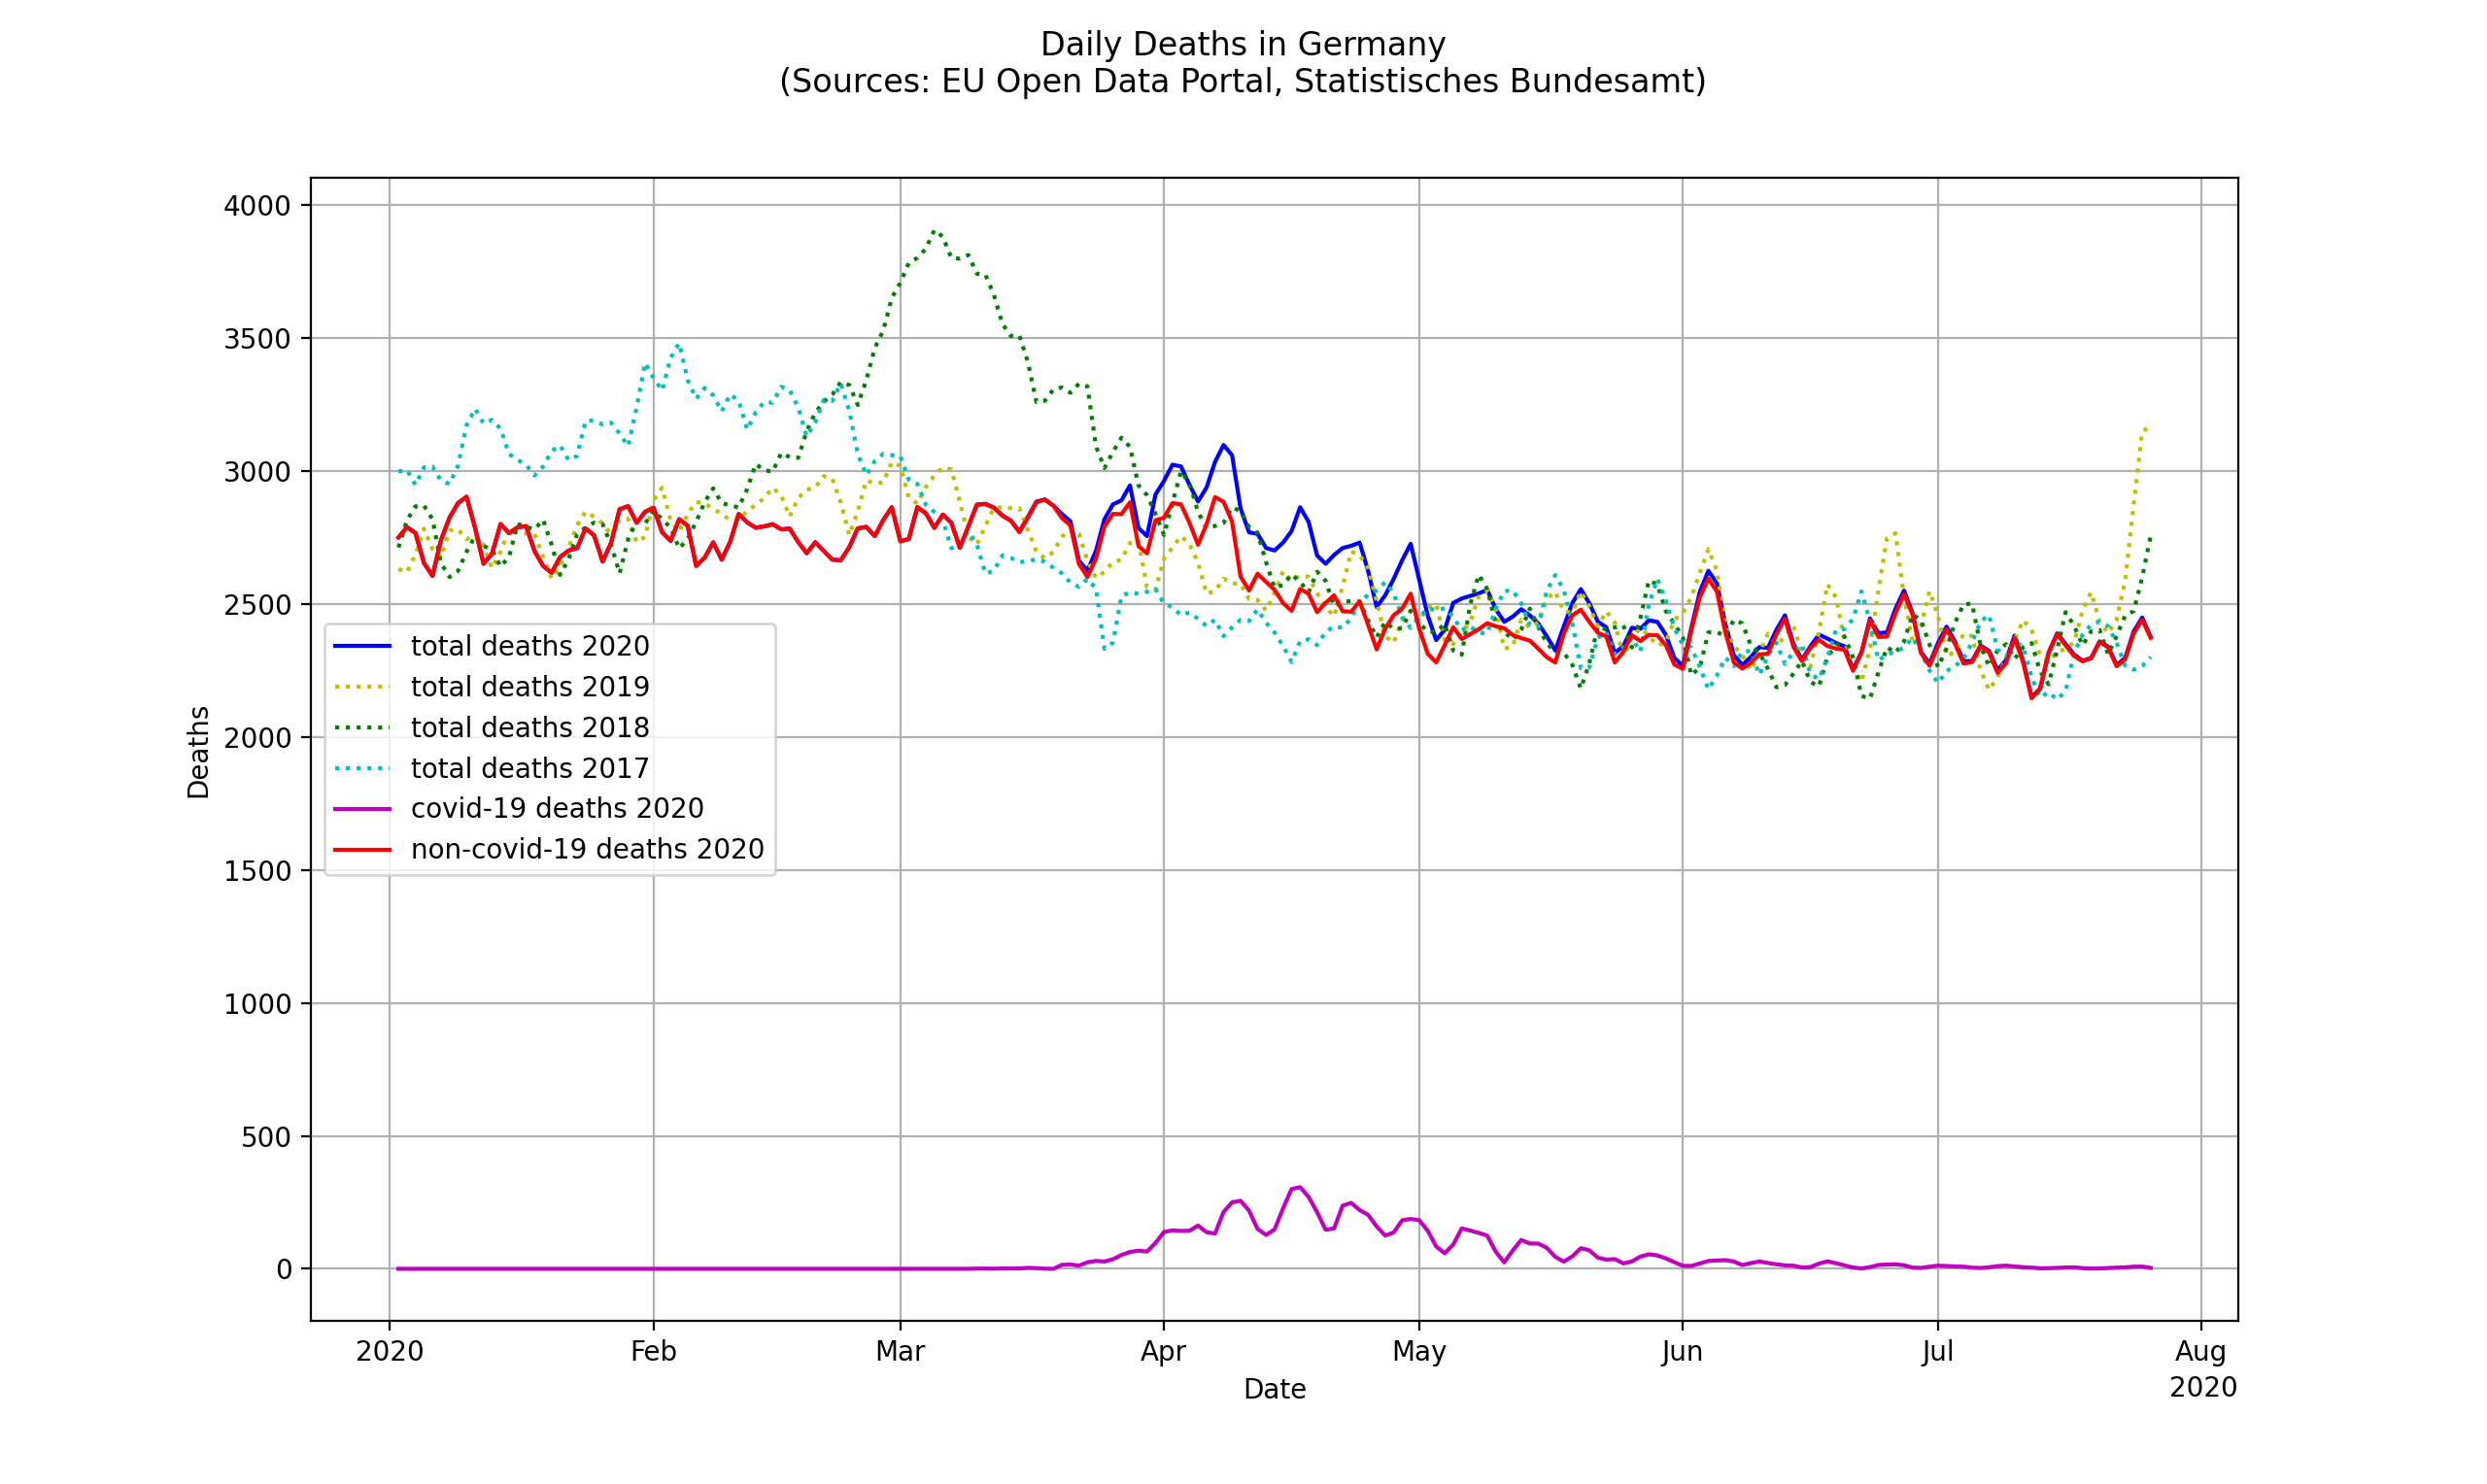 Daily Deaths in Germany
(Sources: EU Open Data Portal, Statistisches Bundesamt)
4000
3500
3000
2500
2000
1500
1000
500
0
Deaths
total deaths 2020
total deaths 2019
total deaths 2018
total deaths 2017
covid-19 deaths 2020
non-covid-19 deaths 2020
2020 Feb Mar Apr May Jun Jul Aug
2020
Date